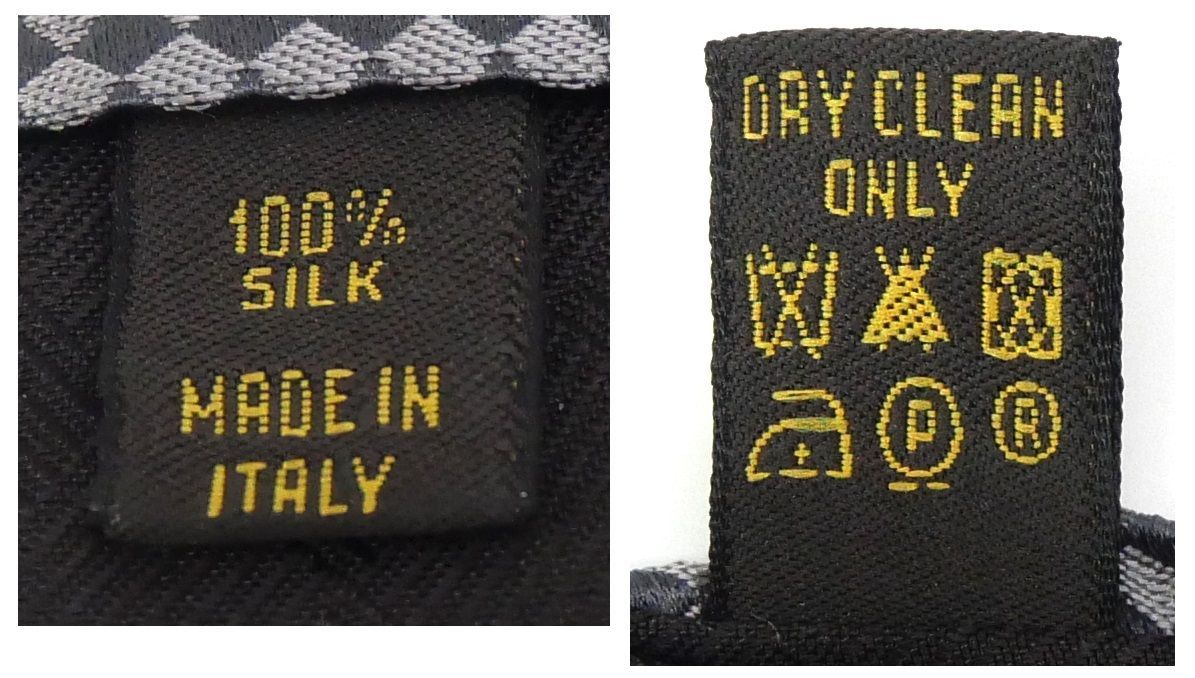 100%
SILK
MADE IN
ITALY
DRY CLEAN
ONLY
P
®